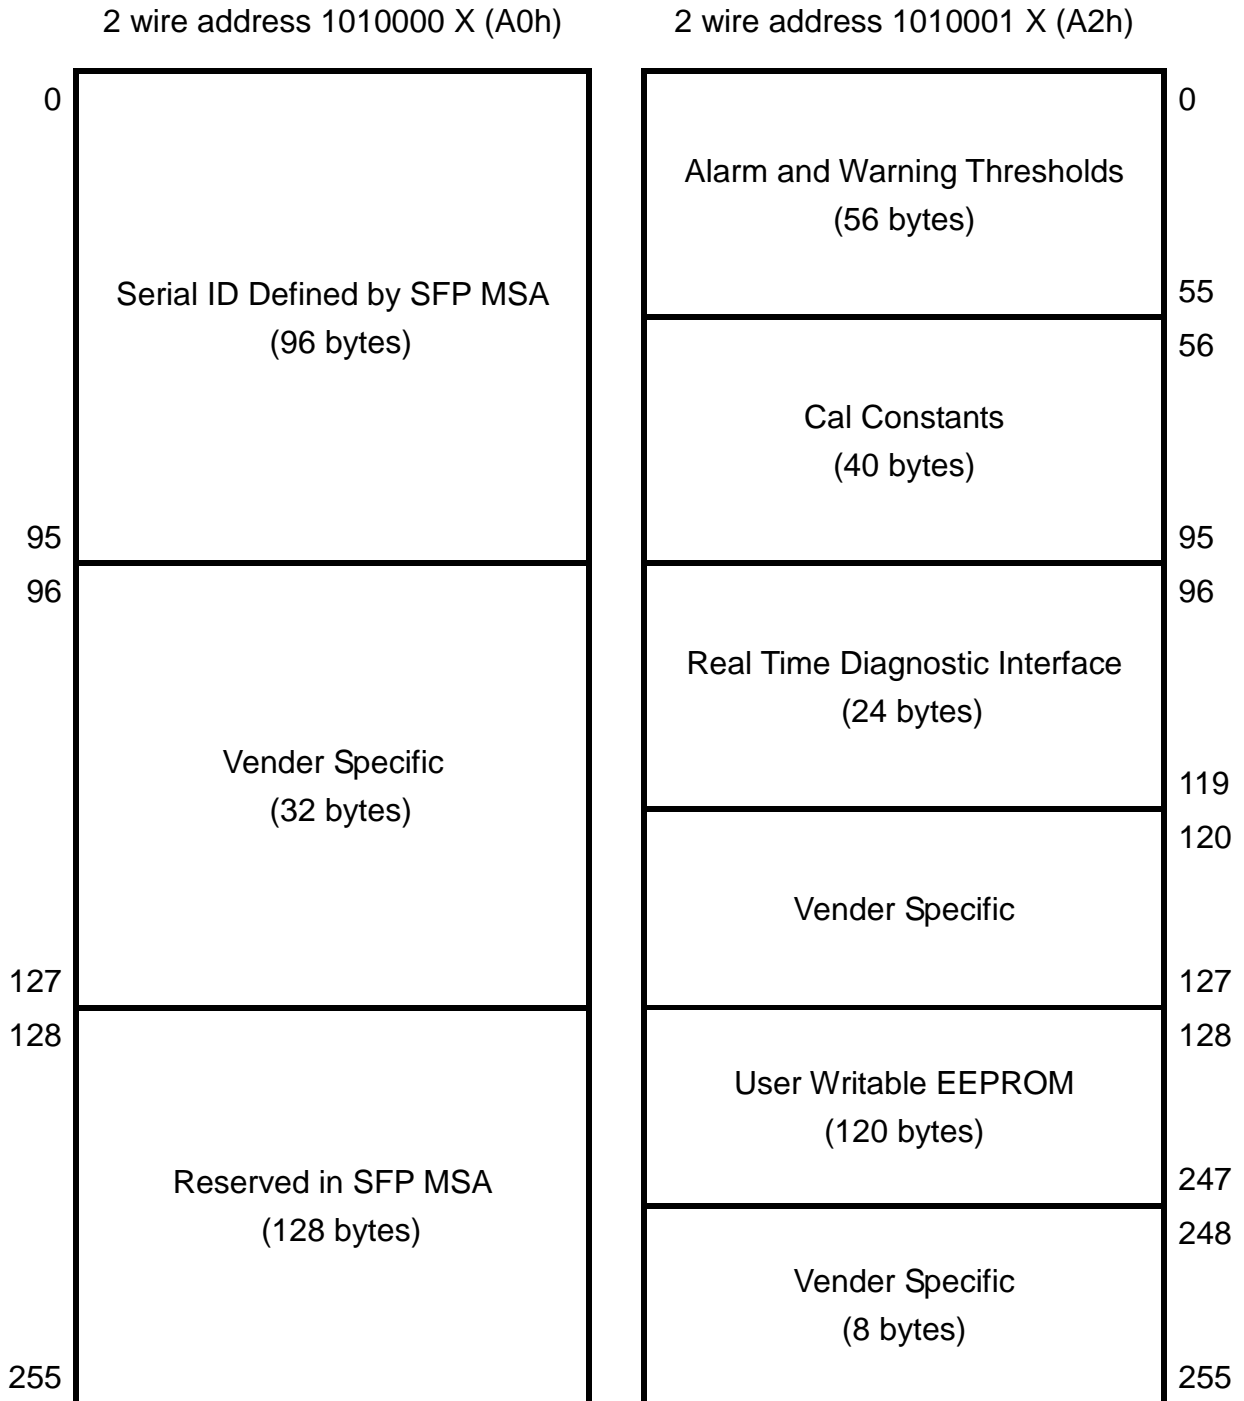 2 wire address 1010000 X (A0h)
0
Serial ID Defined by SFP MSA
(96 bytes)
95
96
Vender Specific
(32 bytes)
127
128
Reserved in SFP MSA
(128 bytes)
255
2 wire address 1010001 X (A2h)
0
Alarm and Warning Thresholds
(56 bytes)
55
56
Cal Constants
(40 bytes)
95
96
Real Time Diagnostic Interface
(24 bytes)
119
120
Vender Specific
127
128
User Writable EEPROM
(120 bytes)
247
248
Vender Specific
(8 bytes)
255